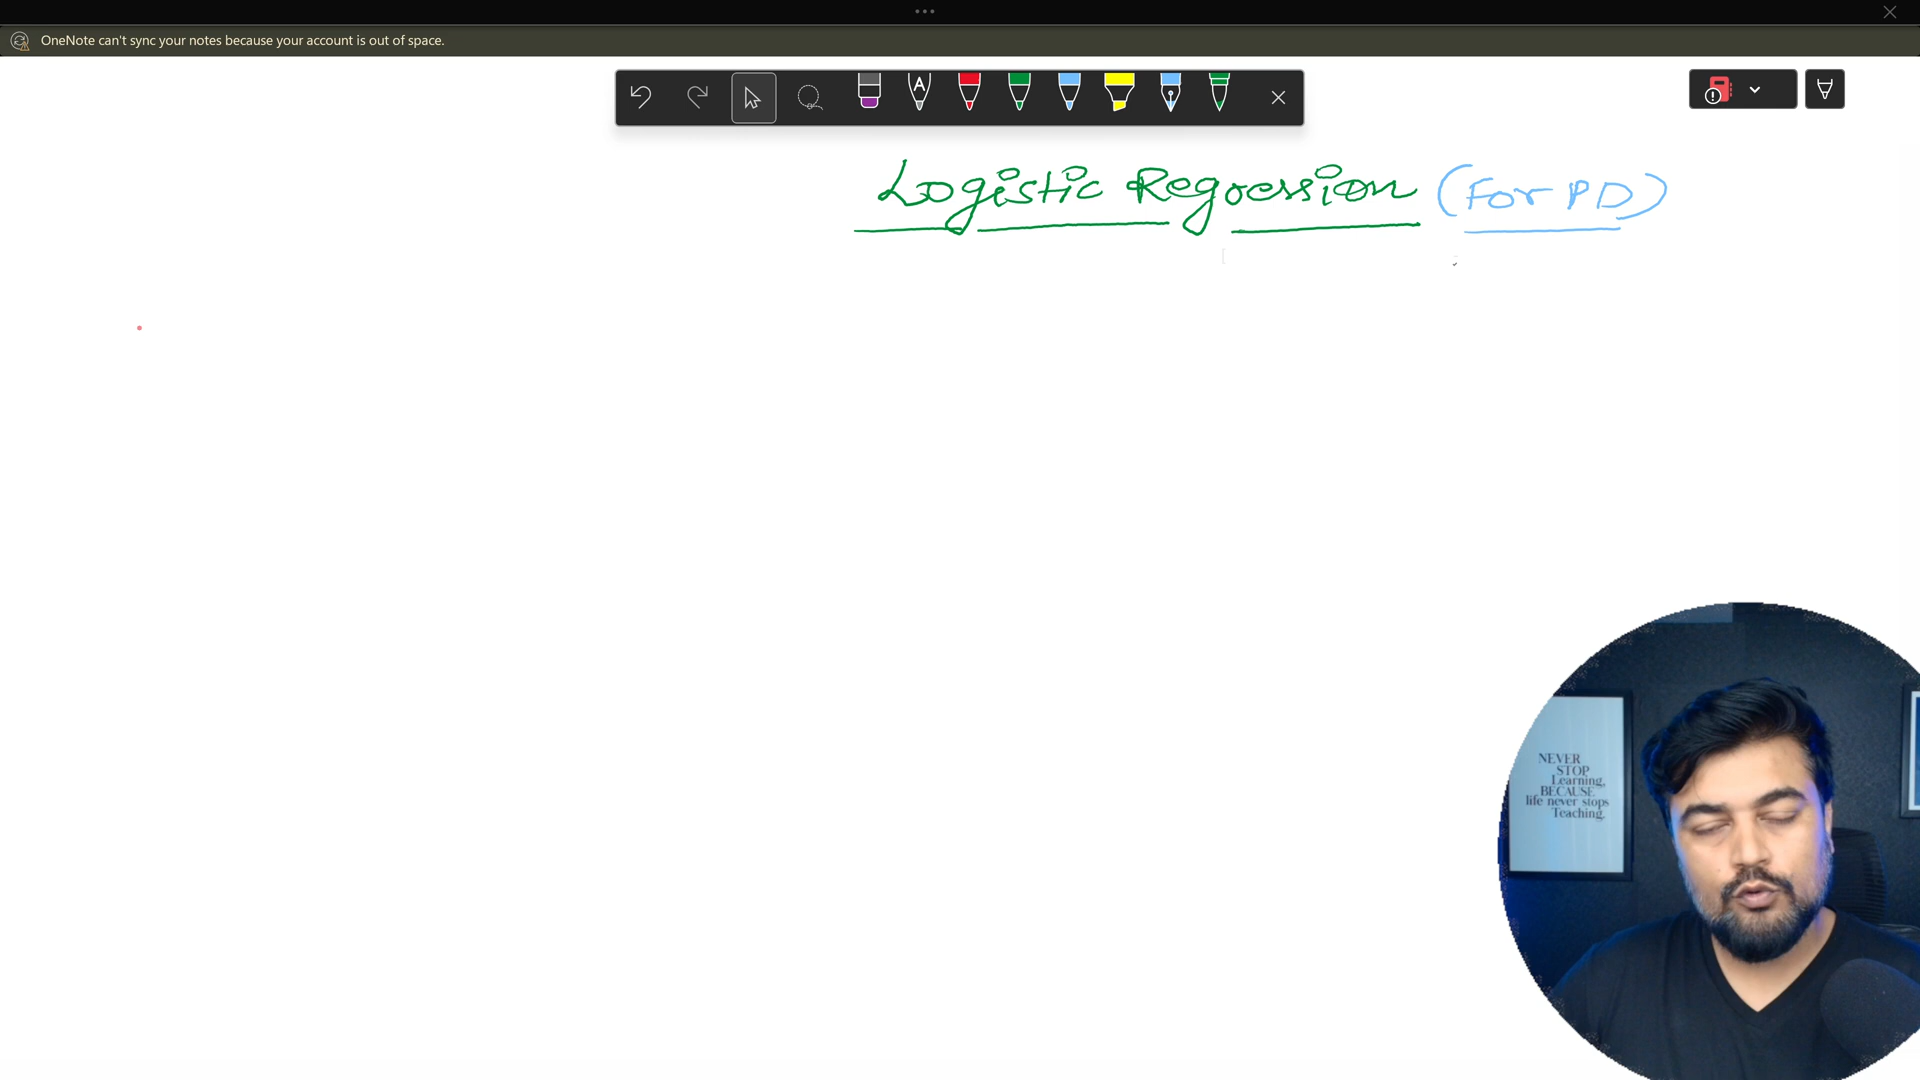 OneNote can't sync your notes because your account is out of space.
A
Logistic Regression (For PD)
NEVER
STOP
Learning,
BECAUSE
life never stops
Teaching.